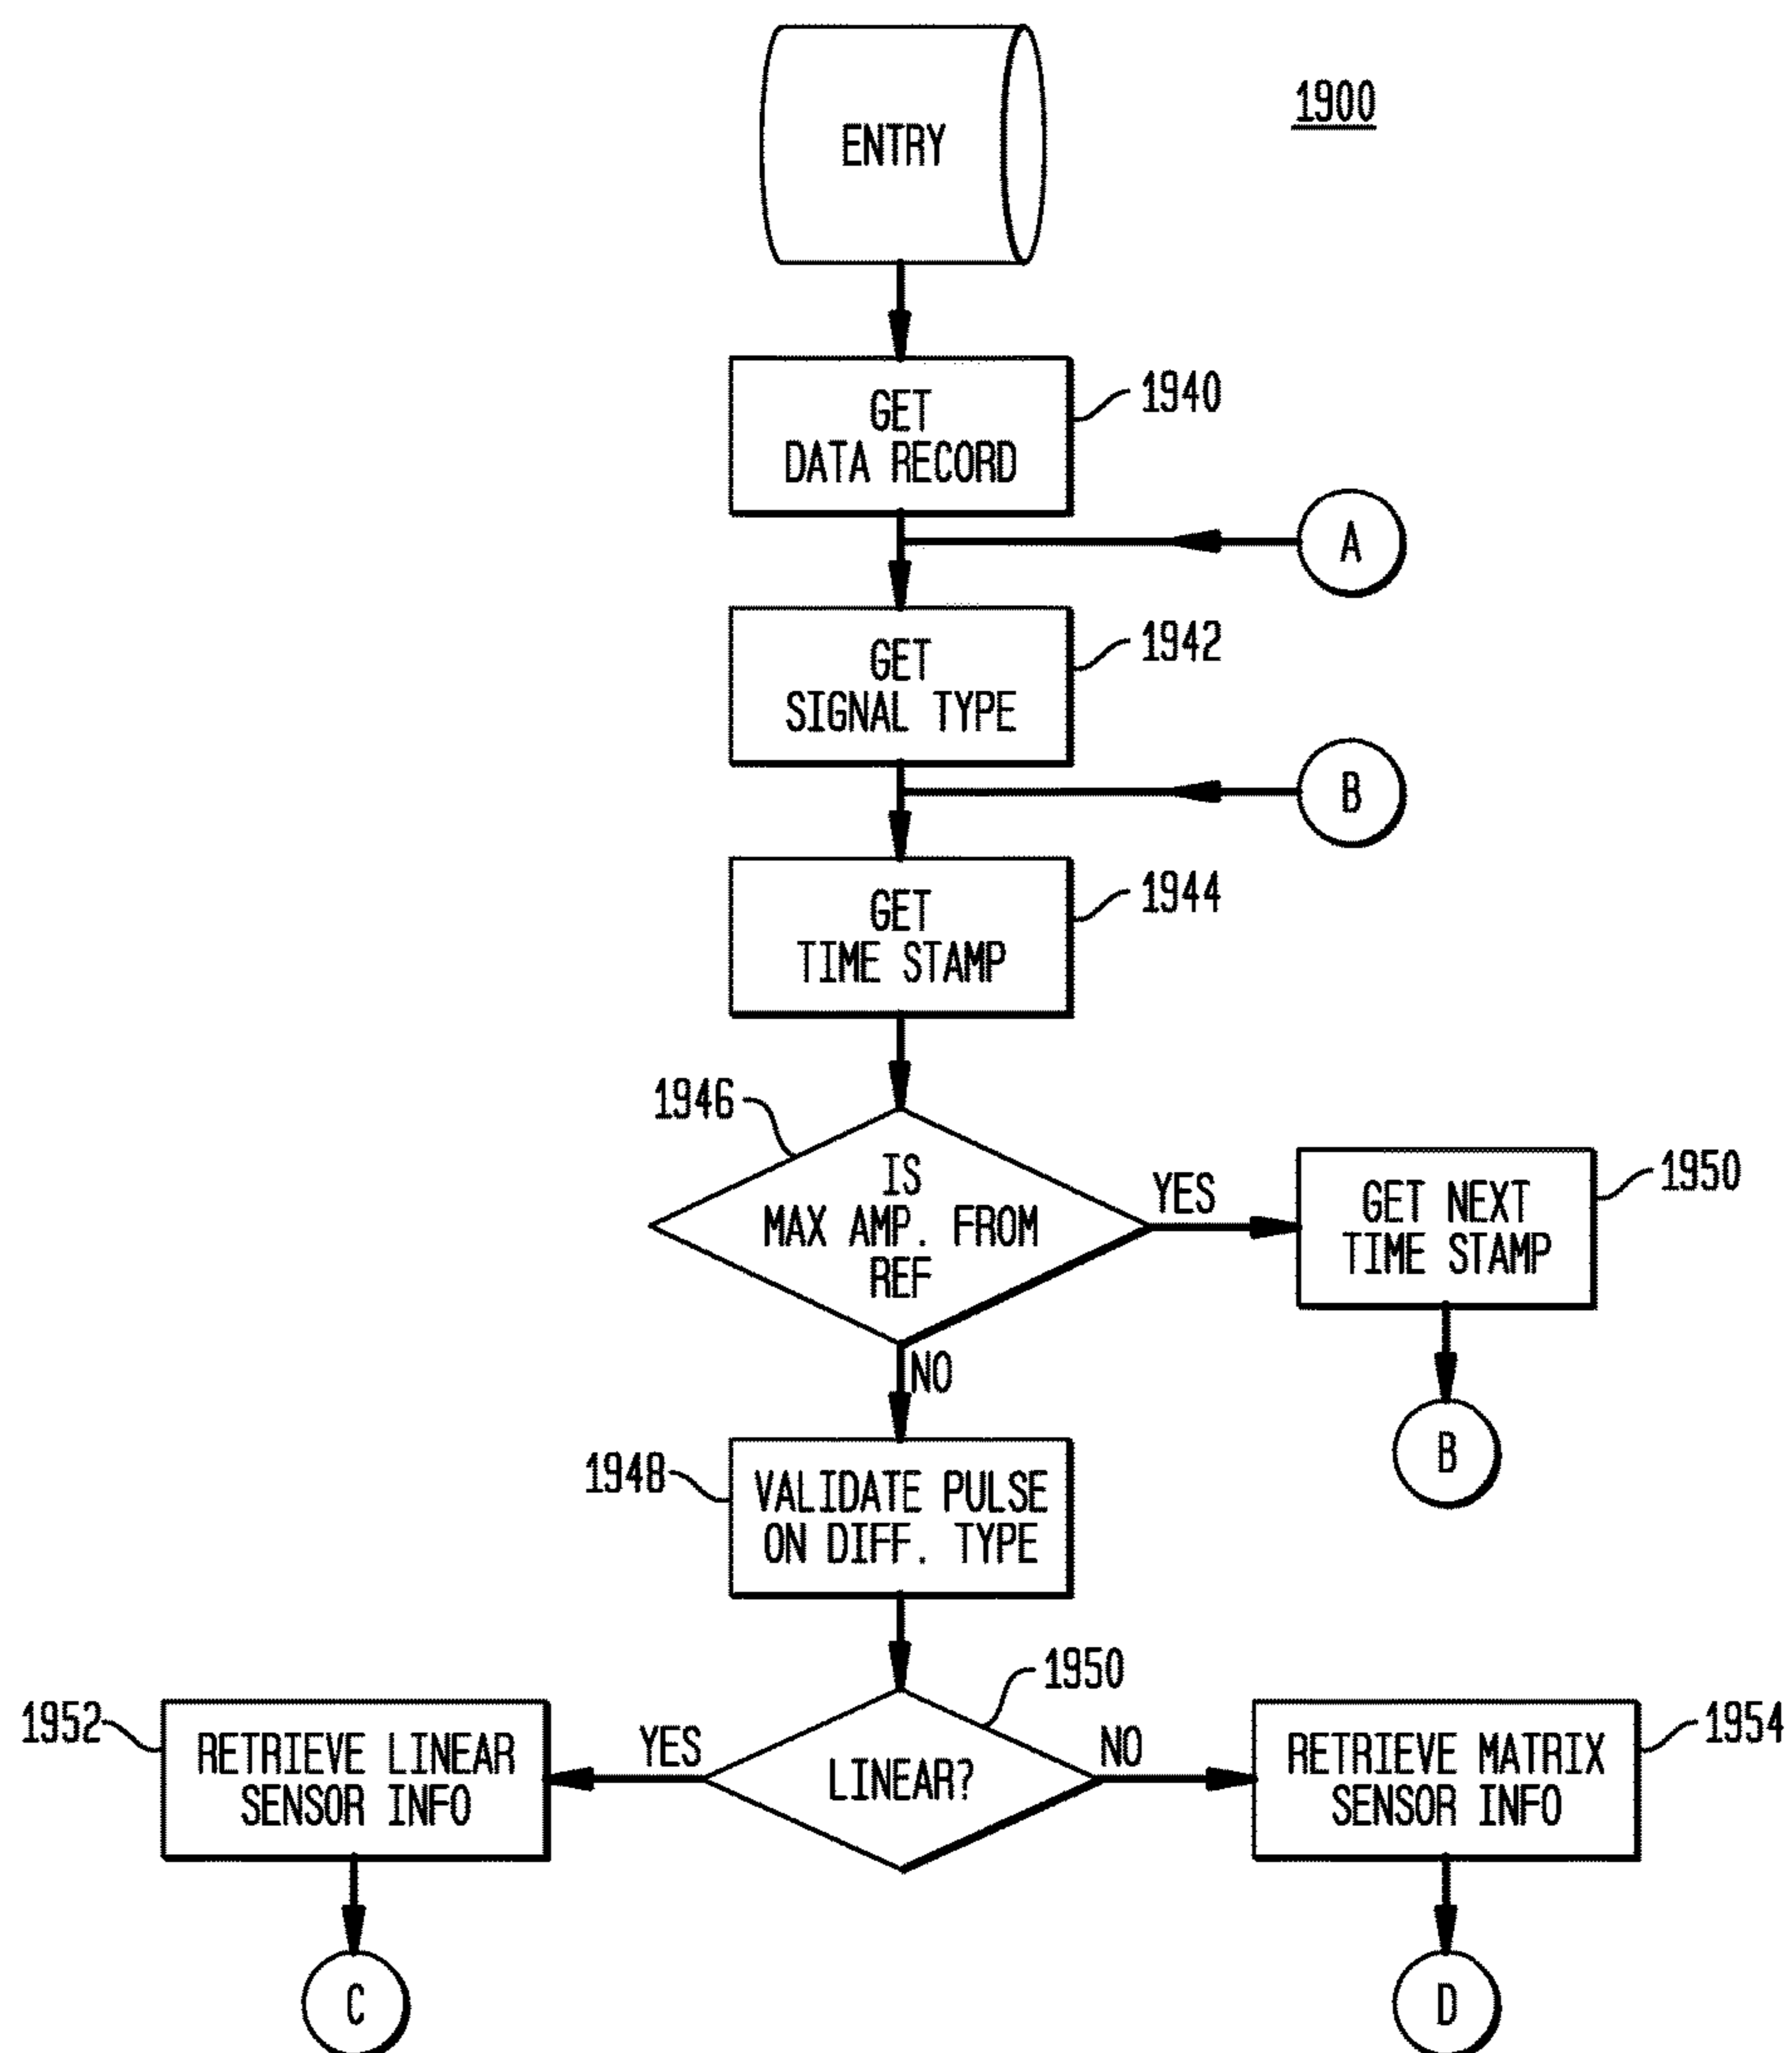 ENTRY
1900
GET
DATA RECORD
1940
A
GET
SIGNAL TYPE
1942
B
GET
TIME STAMP
1944
1946
IS
MAX AMP. FROM
REF
YES
GET NEXT
TIME STAMP
1950
NO
B
1948
VALIDATE PULSE
ON DIFF. TYPE
1950
1952
RETRIEVE LINEAR
SENSOR INFO
YES
LINEAR?
NO
RETRIEVE MATRIX
SENSOR INFO
1954
C
D